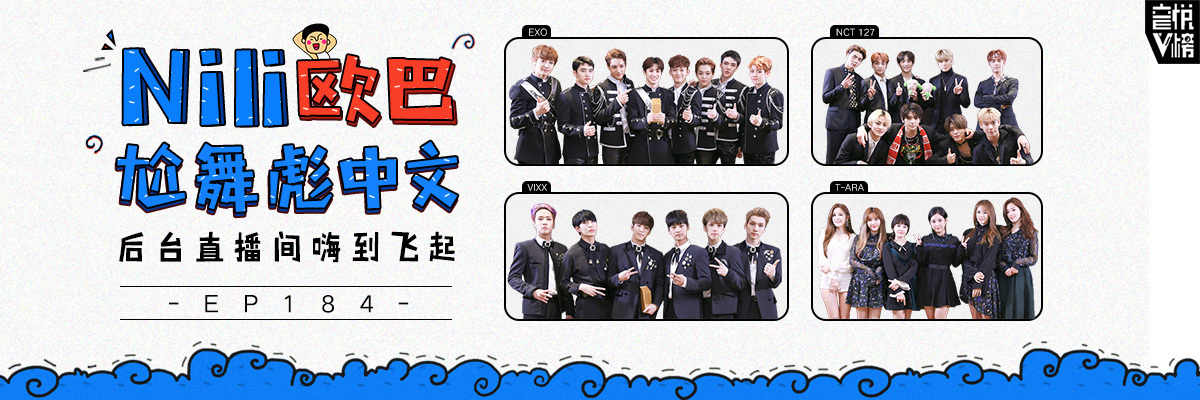 Nili欧巴
尬舞彪中文
后台直播间嗨到飞起
-EP184-
EXO
NCT 127
VIXX
T-ARA
音悦
V榜